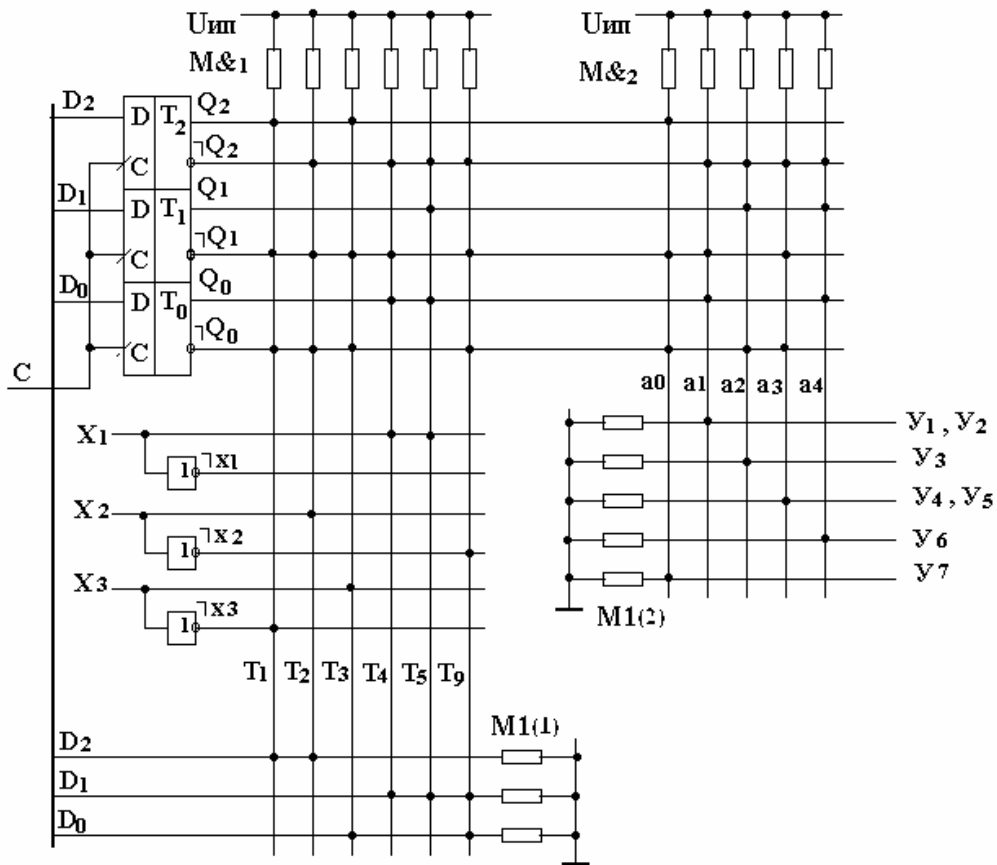 Uип
М&1
Uип
М&2
D2
D
T2
Q2
C
¬Q2
D1
D
T1
Q1
C
¬Q1
D0
D
T0
Q0
C
¬Q0
C
a0
a1
a2
a3
a4
X1
1
¬x1
X2
1
¬x2
X3
1
¬x3
У1 , У2
У3
У4 , У5
У6
У7
М1(2)
T1
T2
T3
T4
T5
T9
М1(1)
D2
D1
D0